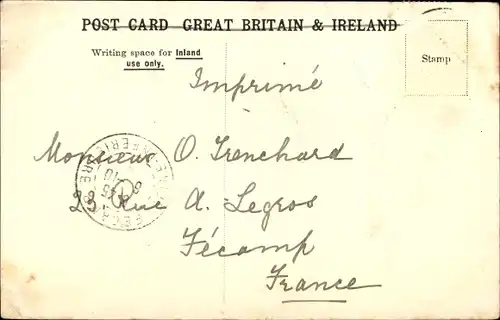 POST CARD GREAT BRITAIN & IRELAND
Writing space for Inland
use only.
Stamp
Imprimé
Monsieur O. Trenchard
23 Rue A. Legros
Fécamp
France